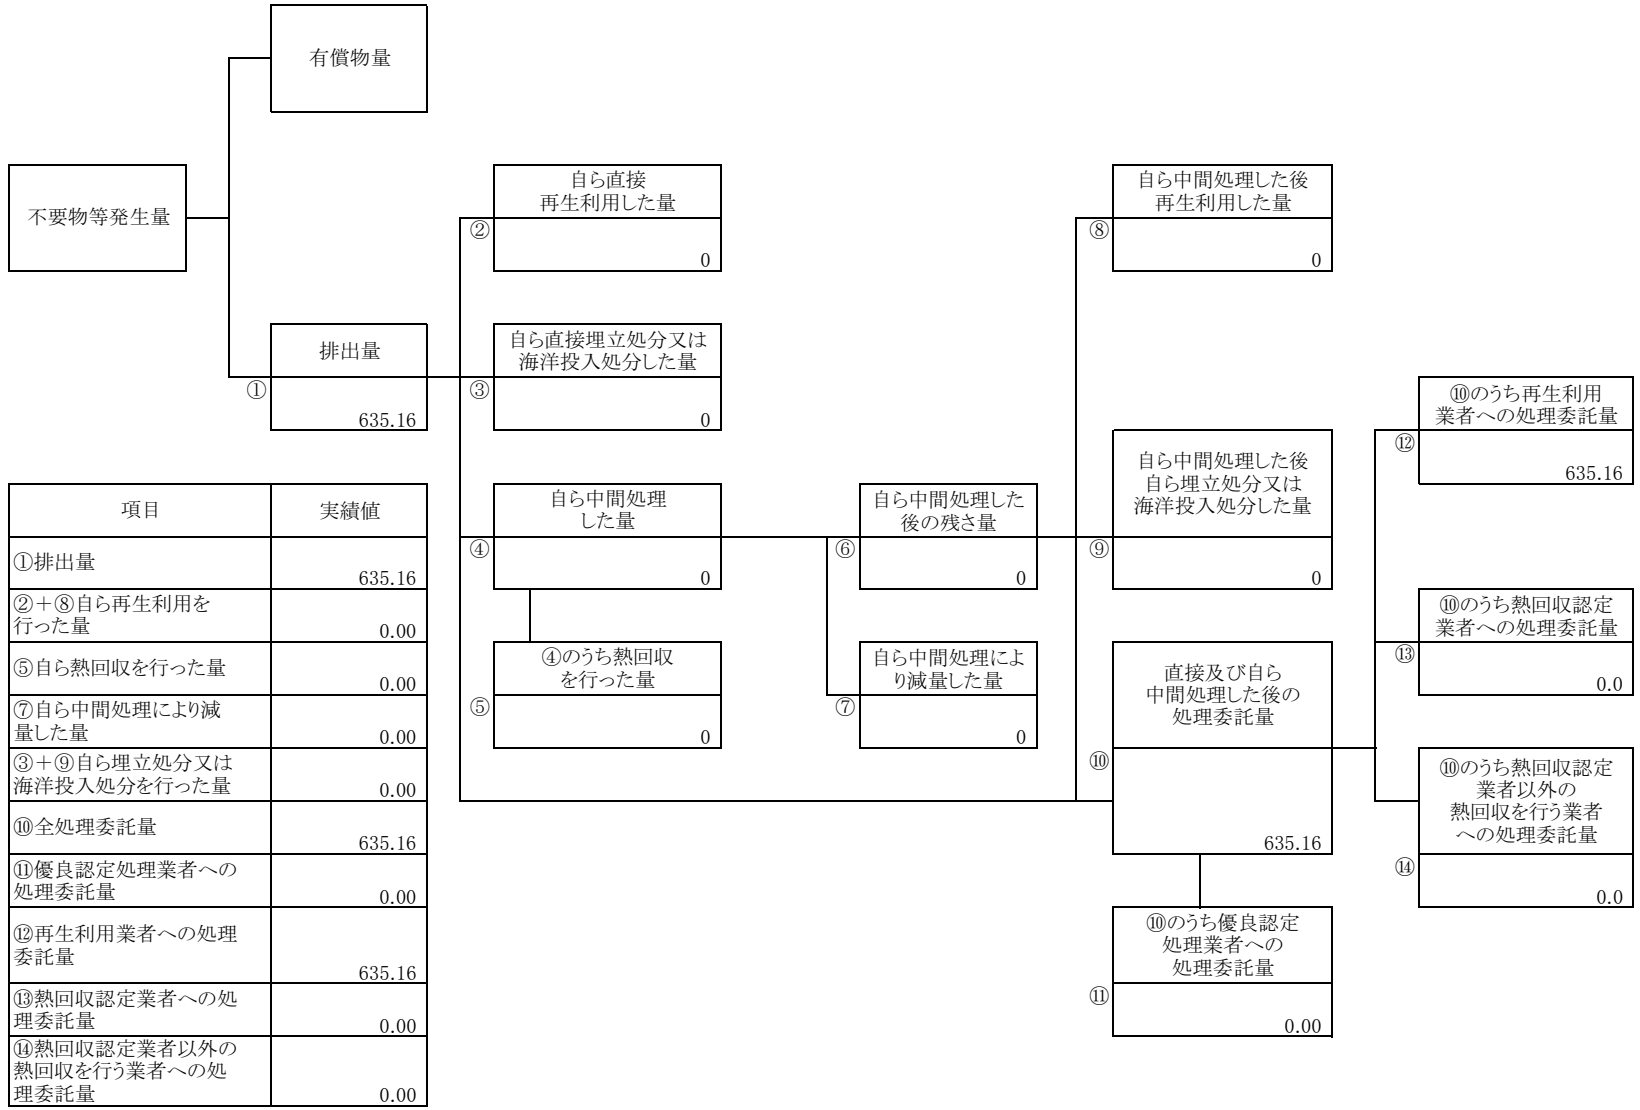 有償物量
不要物等発生量
自ら直接
再生利用した量
②
0
自ら中間処理した後
再生利用した量
⑧
0
排出量
①
635.16
自ら直接埋立処分又は
海洋投入処分した量
③
0
⑩のうち再生利用
業者への処理委託量
⑫
635.16
自ら中間処理
した量
④
0
自ら中間処理した
後の残さ量
⑥
0
自ら中間処理した後
自ら埋立処分又は
海洋投入処分した量
⑨
0
⑩のうち熱回収認定
業者への処理委託量
⑬
0.0
④のうち熱回収
を行った量
⑤
0
自ら中間処理によ
り減量した量
⑦
0
直接及び自ら
中間処理した後の
処理委託量
⑩
635.16
⑩のうち熱回収認定
業者以外の
熱回収を行う業者
への処理委託量
⑭
0.0
⑩のうち優良認定
処理業者への
処理委託量
⑪
0.00
項目
実績値
①排出量
635.16
②＋⑧自ら再生利用を
行った量
0.00
⑤自ら熱回収を行った量
0.00
⑦自ら中間処理により減
量した量
0.00
③＋⑨自ら埋立処分又は
海洋投入処分を行った量
0.00
⑩全処理委託量
635.16
⑪優良認定処理業者への
処理委託量
0.00
⑫再生利用業者への処理
委託量
635.16
⑬熱回収認定業者への処
理委託量
0.00
⑭熱回収認定業者以外の
熱回収を行う業者への処
理委託量
0.00